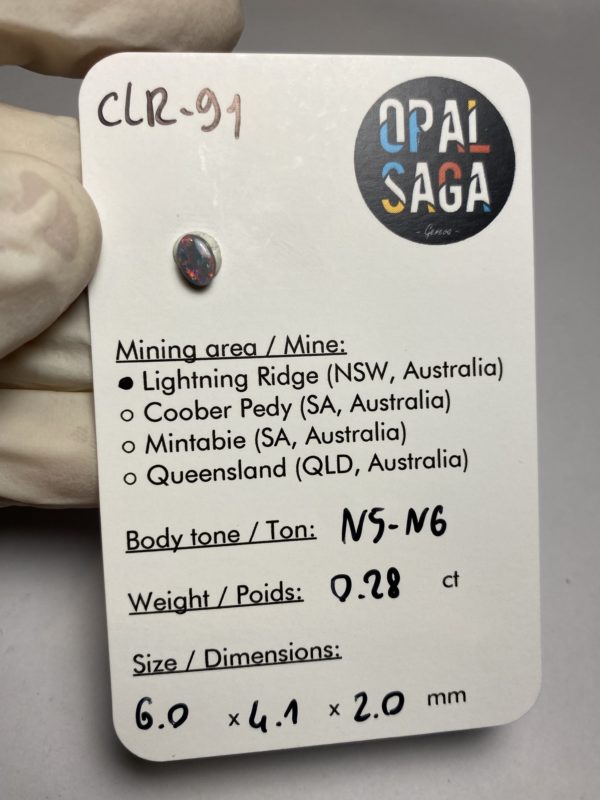 CLR-91
OPAL
SAGA
- Geneva -
Mining area / Mine:
● Lightning Ridge (NSW, Australia)
○ Coober Pedy (SA, Australia)
○ Mintabie (SA, Australia)
○ Queensland (QLD, Australia)
Body tone / Ton: N5-N6
Weight / Poids: 0.28 ct
Size / Dimensions:
6.0 x 4.1 x 2.0 mm